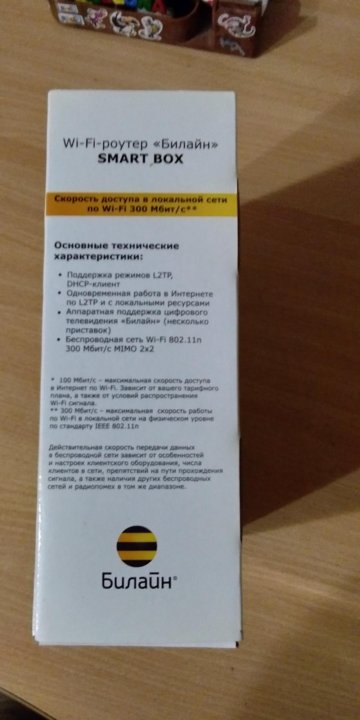 Wi-Fi-роутер «Билайн»
SMART BOX
Скорость доступа в локальной сети
по Wi-Fi 300 Мбит/с**
Основные технические
характеристики:
• Поддержка режимов L2TP,
DHCP-клиент
• Одновременная работа в Интернете
по L2TP и с локальными ресурсами
• Аппаратная поддержка цифрового
телевидения «Билайн» (несколько
приставок)
• Беспроводная сеть Wi-Fi 802.11n
300 Мбит/с MIMO 2x2
* 100 Мбит/с – максимальная скорость доступа
в Интернет по Wi-Fi. Зависит от вашего тарифного
плана, а также от условий распространения
Wi-Fi сигнала.
** 300 Мбит/с – максимальная скорость работы
по Wi-Fi в локальной сети на физическом уровне
по стандарту IEEE 802.11n
Действительная скорость передачи данных
в беспроводной сети зависит от особенностей
и настроек клиентского оборудования, числа
клиентов в сети, препятствий на пути прохождения
сигнала, а также наличия других беспроводных
сетей и радиопомех в том же диапазоне.
Билайн®